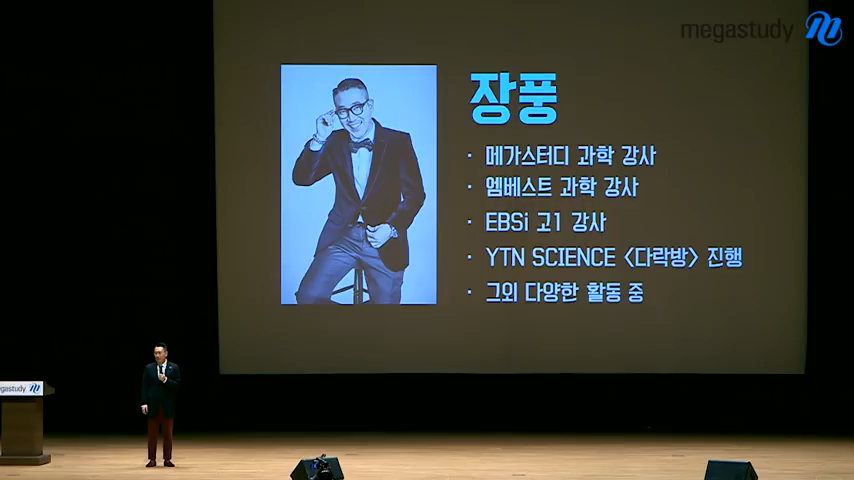 megastudy
장풍
· 메가스터디 과학 강사
· 엠베스트 과학 강사
· EBSi 고1 강사
· YTN SCIENCE <다락방> 진행
· 그외 다양한 활동 중
megastudy